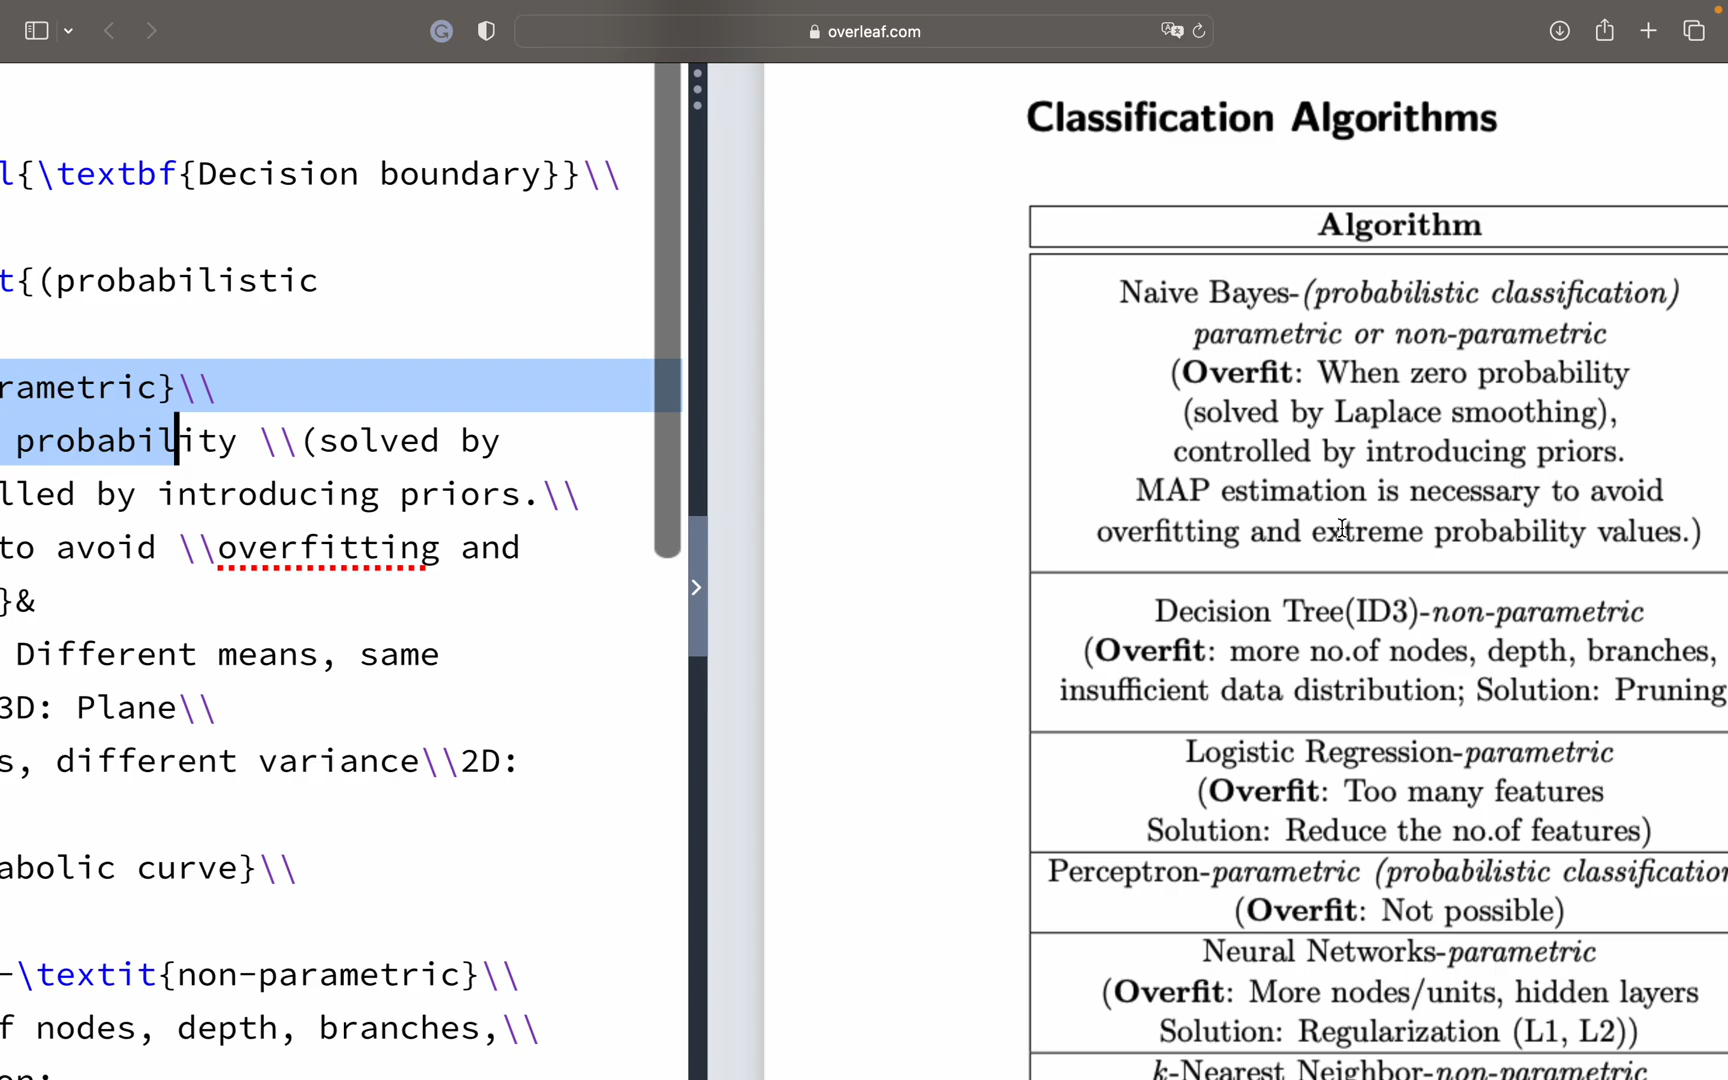 overleaf.com
l{\textbf{Decision boundary}}\\
t{(probabilistic
rametric}\\
probability \\(solved by
lled by introducing priors.\\
to avoid \\overfitting and
}&
Different means, same
3D: Plane\\
s, different variance\\2D:
abolic curve}\\
-\textit{non-parametric}\\
f nodes, depth, branches,\\
Classification Algorithms
Algorithm
Naive Bayes-(probabilistic classification)
parametric or non-parametric
(Overfit: When zero probability
(solved by Laplace smoothing),
controlled by introducing priors.
MAP estimation is necessary to avoid
overfitting and extreme probability values.)
Decision Tree(ID3)-non-parametric
(Overfit: more no.of nodes, depth, branches,
insufficient data distribution; Solution: Pruning
Logistic Regression-parametric
(Overfit: Too many features
Solution: Reduce the no.of features)
Perceptron-parametric (probabilistic classification
(Overfit: Not possible)
Neural Networks-parametric
(Overfit: More nodes/units, hidden layers
Solution: Regularization (L1, L2))
k-Nearest Neighbor-non-parametric